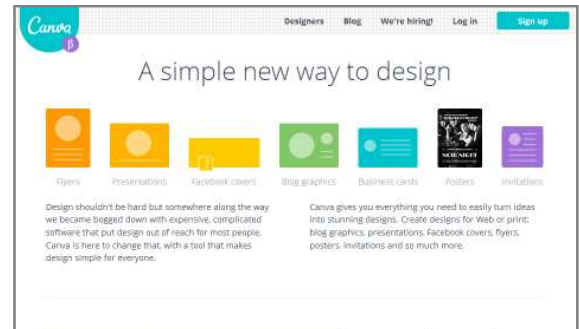 Canva
β
Designers Blog We're hiring! Log in Sign up
A simple new way to design
Flyers Presentations Facebook covers Blog graphics Business cards Posters Invitations
Design shouldn't be hard but somewhere along the way
we became bogged down with expensive, complicated
software that put design out of reach for most people.
Canva is here to change that, with a tool that makes
design simple for everyone.
Canva gives you everything you need to easily turn ideas
into stunning designs. Create designs for Web or print:
blog graphics, presentations, Facebook covers, flyers,
posters, invitations and so much more.